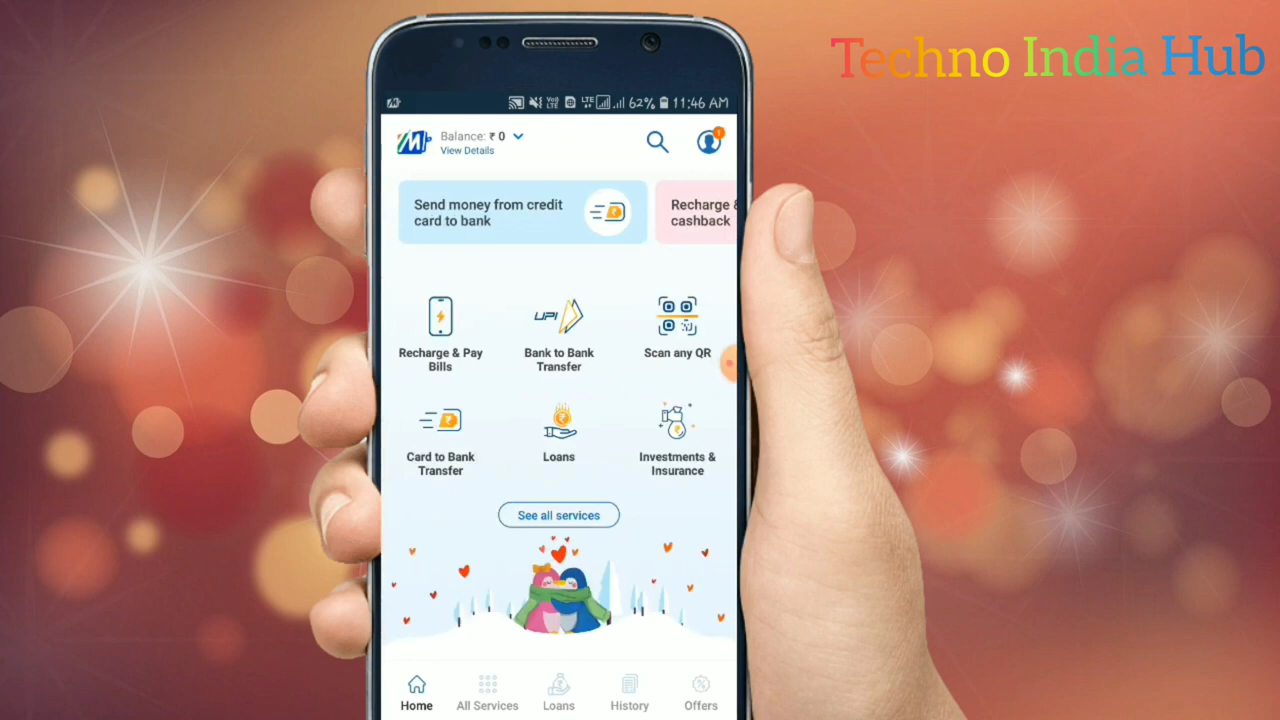 Techno India Hub
62% 11:46 AM
Balance: ₹ 0
View Details
Send money from credit
card to bank
Recharge &
cashback
Recharge & Pay
Bills
UPI
Bank to Bank
Transfer
Scan any QR
Card to Bank
Transfer
Loans
Investments &
Insurance
See all services
Home
All Services
Loans
History
Offers